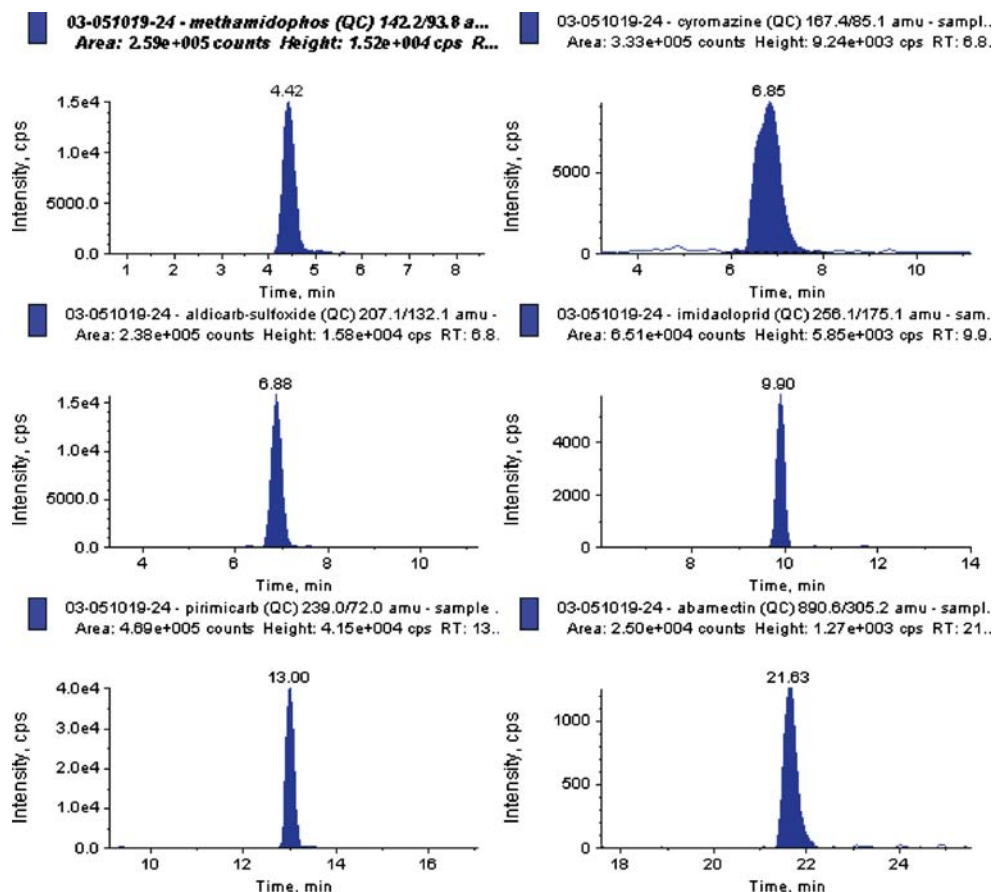 03-051019-24 - methamidophos (QC) 142.2/93.8 a...
Area: 2.59e+005 counts Height: 1.52e+004 cps R...
4.42
1.5e4
1.0e4
5000.0
0.0
Intensity, cps
1 2 3 4 5 6 7 8
Time, min
03-051019-24 - cyromazine (QC) 167.4/85.1 amu - sampl..
Area: 3.33e+005 counts Height: 9.24e+003 cps RT: 6.8.
6.85
5000
0
Intensity, cps
4 6 8 10
Time, min
03-051019-24 - aldicarb-sulfoxide (QC) 207.1/132.1 amu -
Area: 2.38e+005 counts Height: 1.58e+004 cps RT: 6.8.
6.88
1.5e4
1.0e4
5000.0
0.0
Intensity, cps
4 6 8 10
Time, min
03-051019-24 - imidacloprid (QC) 256.1/175.1 amu - sam..
Area: 6.51e+004 counts Height: 5.85e+003 cps RT: 9.9.
9.90
4000
2000
0
Intensity, cps
8 10 12 14
Time, min
03-051019-24 - pirimicarb (QC) 239.0/72.0 amu - sample .
Area: 4.69e+005 counts Height: 4.15e+004 cps RT: 13..
13.00
4.0e4
3.0e4
2.0e4
1.0e4
0.0
Intensity, cps
10 12 14 16
Time, min
03-051019-24 - abamectin (QC) 890.6/305.2 amu - sampl.
Area: 2.50e+004 counts Height: 1.27e+003 cps RT: 21..
21.63
1000
500
0
Intensity, cps
18 20 22 24
Time, min